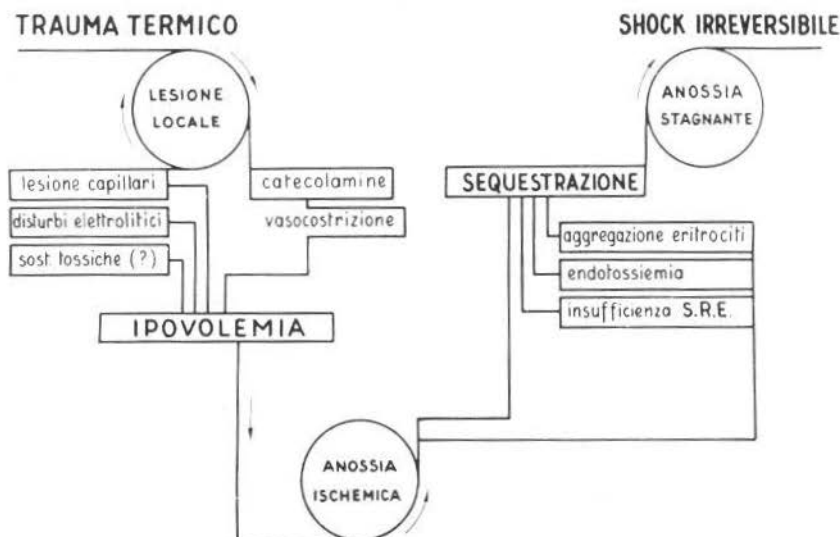 TRAUMA TERMICO
SHOCK IRREVERSIBILE
LESIONE
LOCALE
ANOSSIA
STAGNANTE
lesione capillari
catecolamine
SEQUESTRAZIONE
disturbi elettrolitici
vasocostrizione
aggregazione eritrociti
sost. tossiche (?)
endotossiemia
insufficienza S.R.E.
IPOVOLEMIA
ANOSSIA
ISCHEMICA